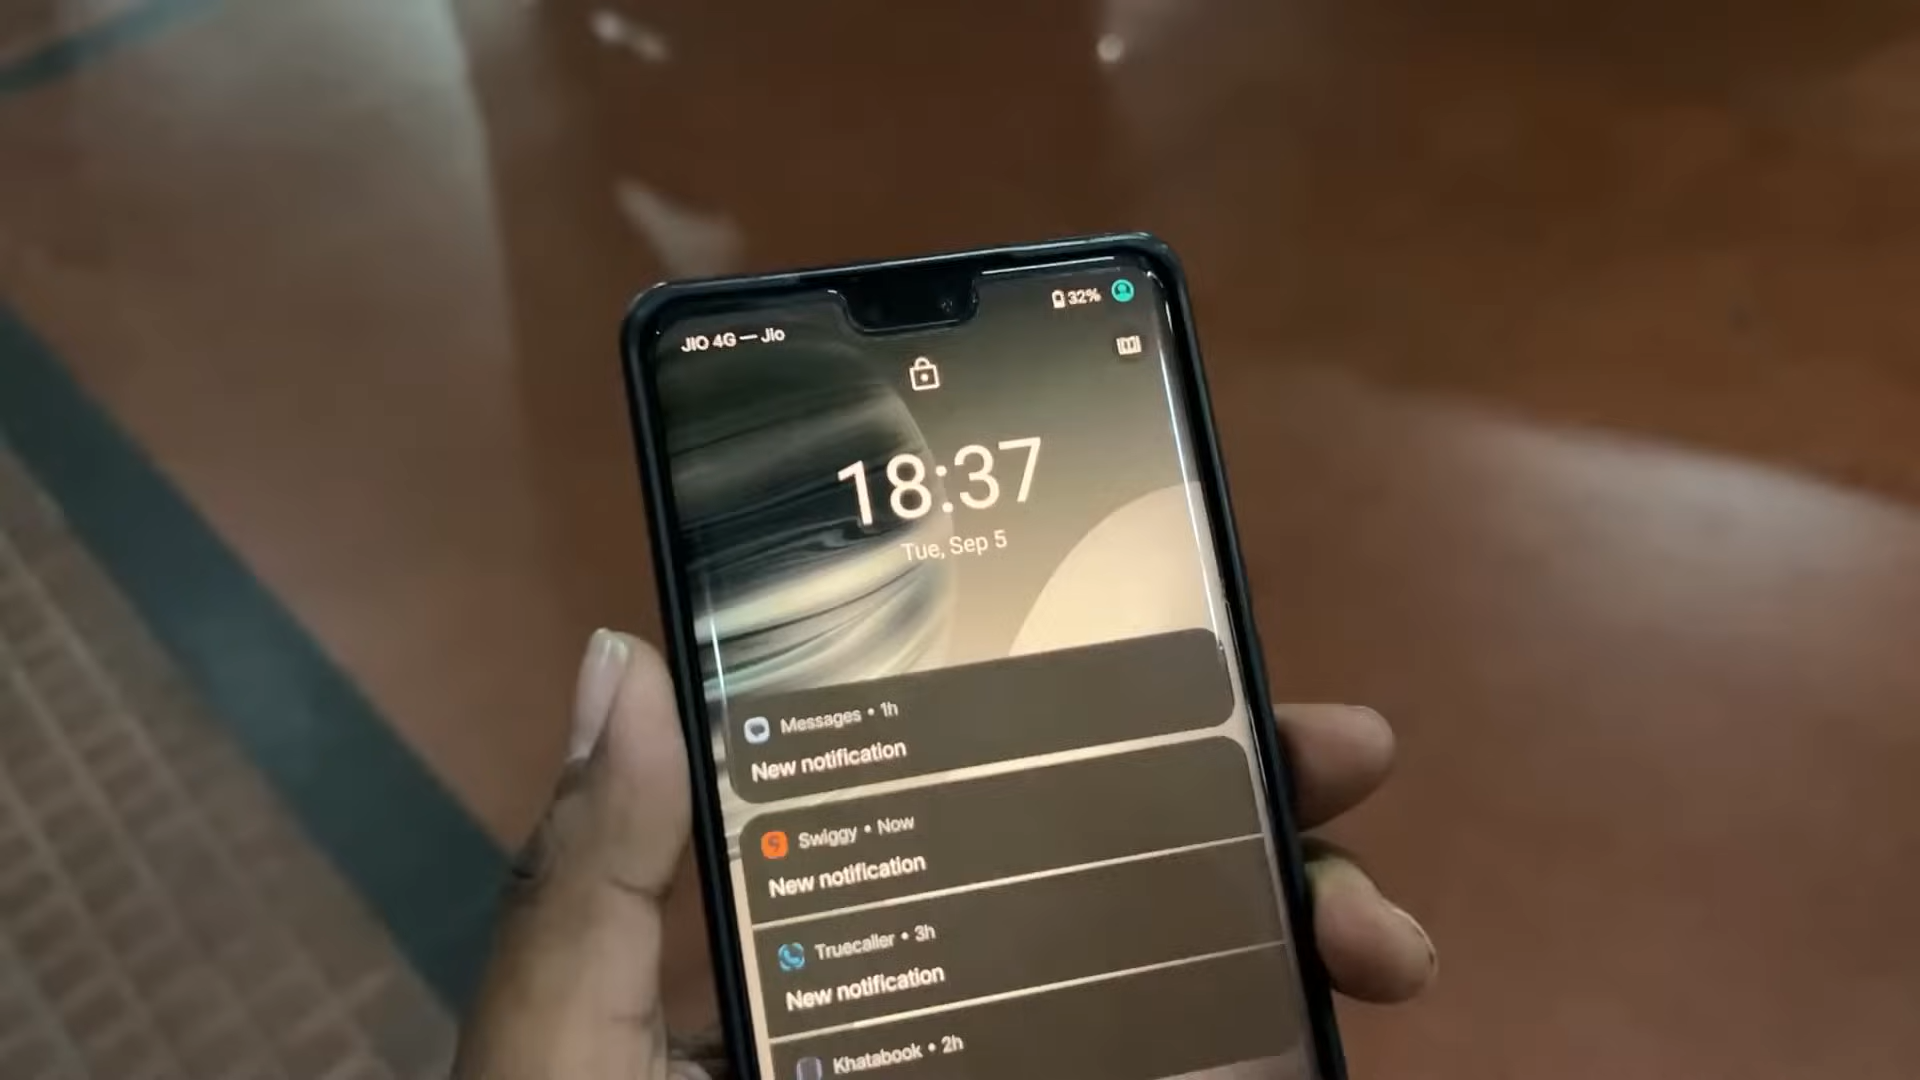 JIO 4G — Jio
32%
18:37
Tue, Sep 5
Messages • 1h
New notification
Swiggy • Now
New notification
Truecaller • 3h
New notification
Khatabook • 2h